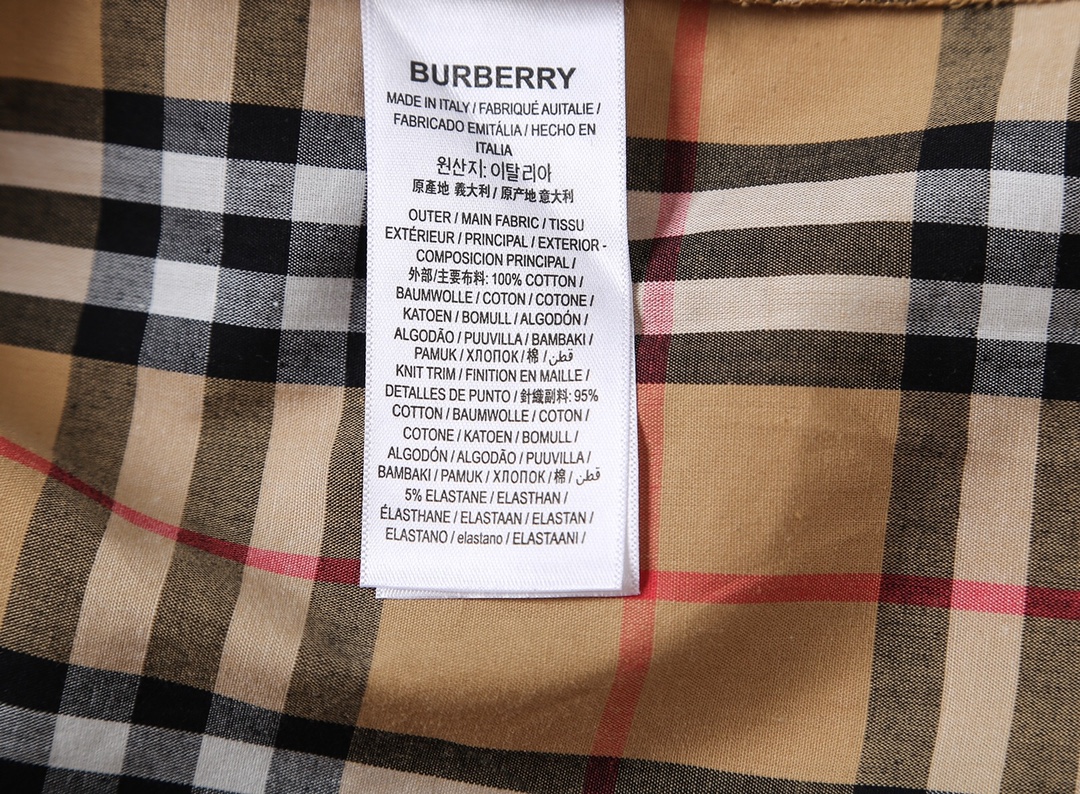 BURBERRY
MADE IN ITALY / FABRIQUÉ AUITALIE /
FABRICADO EMITÁLIA / HECHO EN
ITALIA
원산지: 이탈리아
原產地 義大利 / 原产地 意大利
OUTER / MAIN FABRIC / TISSU
EXTÉRIEUR / PRINCIPAL / EXTERIOR -
COMPOSICION PRINCIPAL /
外部/主要布料: 100% COTTON /
BAUMWOLLE / COTON / COTONE /
KATOEN / BOMULL / ALGODÓN /
ALGODÃO / PUUVILLA / BAMBAKI /
PAMUK / ХЛОПОК / 棉 / قطن
KNIT TRIM / FINITION EN MAILLE /
DETALLES DE PUNTO / 針織副料: 95%
COTTON / BAUMWOLLE / COTON /
COTONE / KATOEN / BOMULL /
ALGODÓN / ALGODÃO / PUUVILLA /
BAMBAKI / PAMUK / ХЛОПОК / 棉 / قطن
5% ELASTANE / ELASTHAN /
ÉLASTHANE / ELASTAAN / ELASTAN /
ELASTANO / elastano / ELASTAANI /